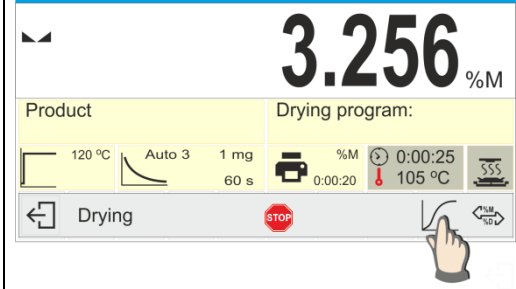 3.256 %M
Product Drying program:
120 ºC Auto 3 1 mg %M 0:00:25
60 s 0:00:20 105 ºC
Drying STOP %M %D